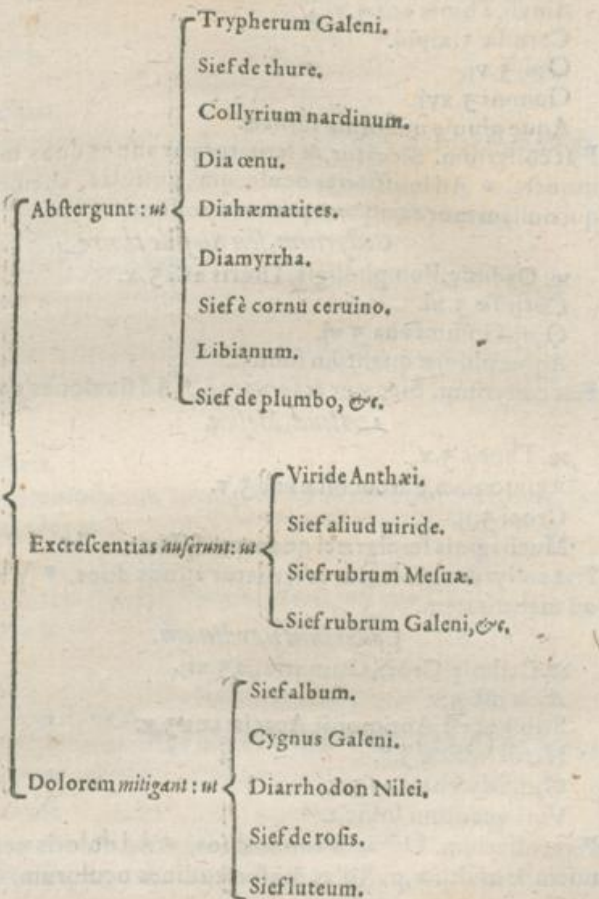 Trypherum Galeni.
Sief de thure.
Collyrium nardinum.
Dia œnu.
Abſtergunt: ut
Diahæmatites.
Diamyrrha.
Sief è cornu ceruino.
Libianum.
Sief de plumbo, &c.
Viride Anthæi.
Sief aliud uiride.
Excreſcentias auferunt: ut
Sief rubrum Meſuæ.
Sief rubrum Galeni, &c.
Sief album.
Cygnus Galeni.
Dolorem mitigant: ut
Diarrhodon Nilei.
Sief de roſis.
Sief luteum.